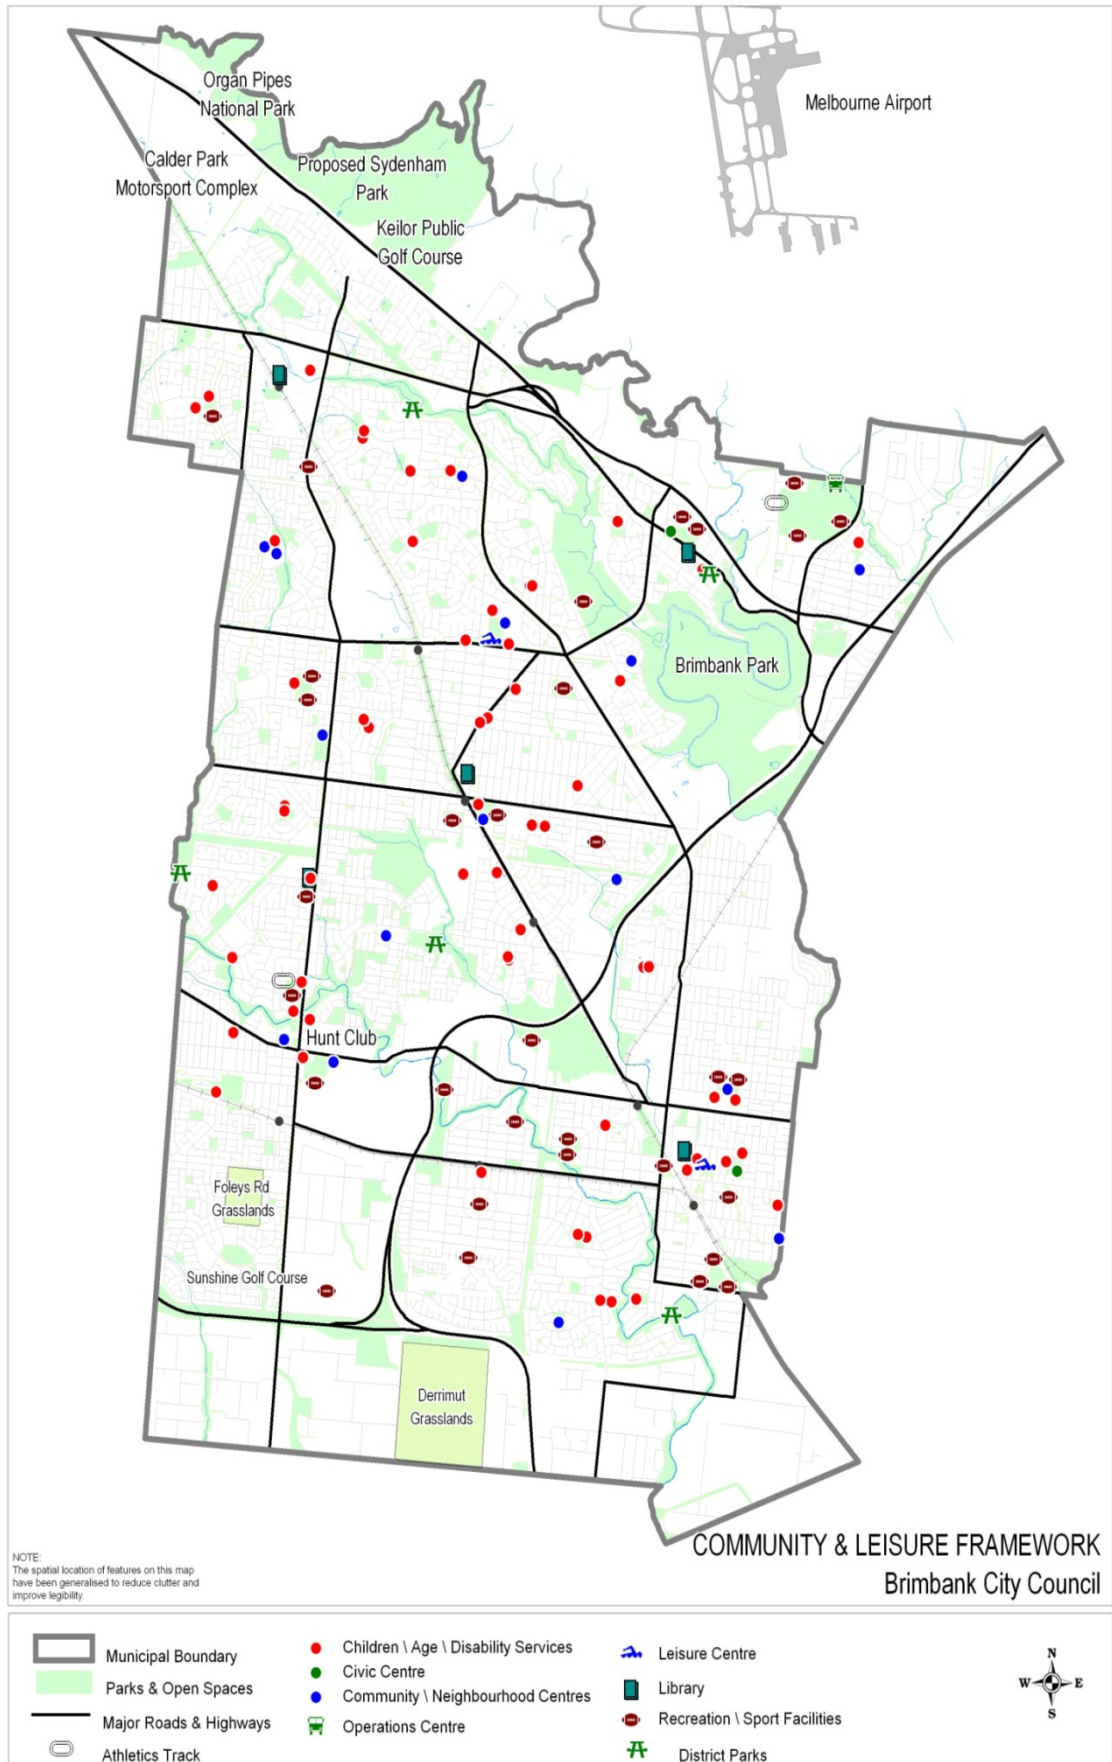 Organ Pipes
National Park
Melbourne Airport
Calder Park
Motorsport Complex
Proposed Sydenham
Park
Keilor Public
Golf Course
Brimbank Park
Hunt Club
Foleys Rd
Grasslands
Sunshine Golf Course
Derrimut
Grasslands
COMMUNITY & LEISURE FRAMEWORK
Brimbank City Council
NOTE:
The spatial location of features on this map
have been generalised to reduce clutter and
improve legibility.
Municipal Boundary
Parks & Open Spaces
Major Roads & Highways
Athletics Track
Children \ Age \ Disability Services
Civic Centre
Community \ Neighbourhood Centres
Operations Centre
Leisure Centre
Library
Recreation \ Sport Facilities
District Parks
N
W E
S